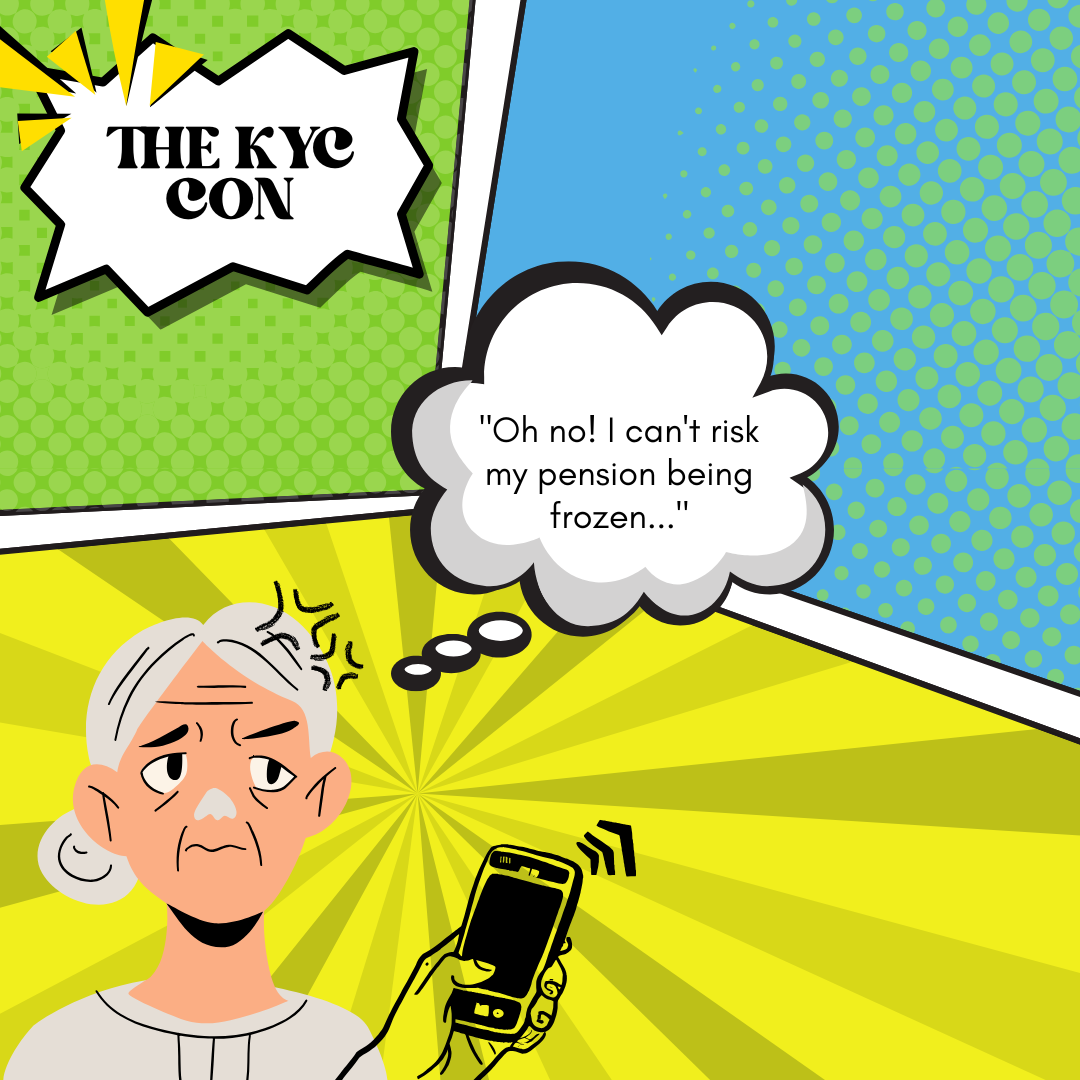 THE KYC
CON
"Oh no! I can't risk
my pension being
frozen..."